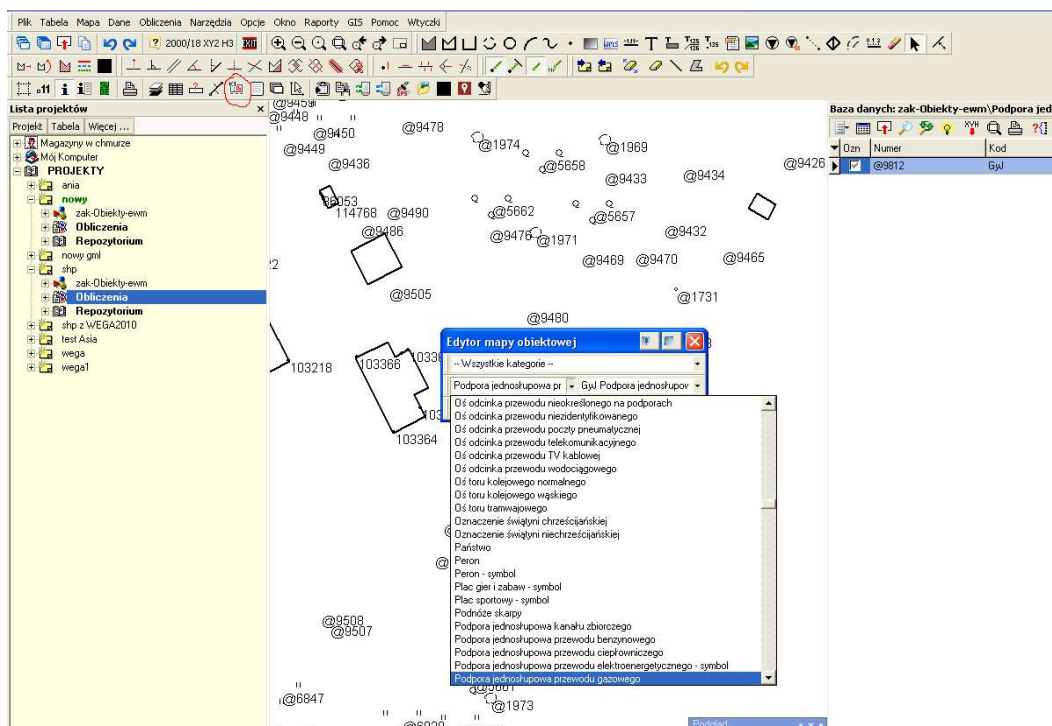 Plik Tabela Mapa Dane Obliczenia Narzędzia Opcje Okno Raporty GIS Pomoc Wtyczki
2000/18 XY2 H3
Lista projektów x
Projekt Tabela Więcej ...
Magazyny w chmurze
Mój Komputer
PROJEKTY
ania
nowy
zak-Obiekty-ewm
Obliczenia
Repozytorium
nowy gml
shp
zak-Obiekty-ewm
Obliczenia
Repozytorium
shp z WEGA2010
test Asia
wega
wega1
@9459
@9448
@9450
@9478
@9449
@9436
@1974
@5658
@1969
@9433
@9434
@9426
86053
114768
@9490
@9486
@5662
@5657
@9476
@1971
@9432
@9469
@9470
@9465
@9505
@1731
@9480
103218
103366
103364
Edytor mapy obiektowej
-- Wszystkie kategorie --
Podpora jednosłupowa pr GyJ Podpora jednosłupov
Oś odcinka przewodu nieokreślonego na podporach
Oś odcinka przewodu niezidentyfikowanego
Oś odcinka przewodu poczty pneumatycznej
Oś odcinka przewodu telekomunikacyjnego
Oś odcinka przewodu TV kablowej
Oś odcinka przewodu wodociągowego
Oś toru kolejowego normalnego
Oś toru kolejowego wąskiego
Oś toru tramwajowego
Oznaczenie świątyni chrześcijańskiej
Oznaczenie świątyni niechrześcijańskiej
Państwo
Peron
Peron - symbol
Plac gier i zabaw - symbol
Plac sportowy - symbol
Podnóże skarpy
Podpora jednosłupowa kanału zbiorczego
Podpora jednosłupowa przewodu benzynowego
Podpora jednosłupowa przewodu ciepłowniczego
Podpora jednosłupowa przewodu elektroenergetycznego - symbol
Podpora jednosłupowa przewodu gazowego
@9508
@9507
@6847
@5661
@1973
Podgląd
Baza danych: zak-Obiekty-ewm\Podpora jed
Ozn Numer Kod
@9812 GyJ